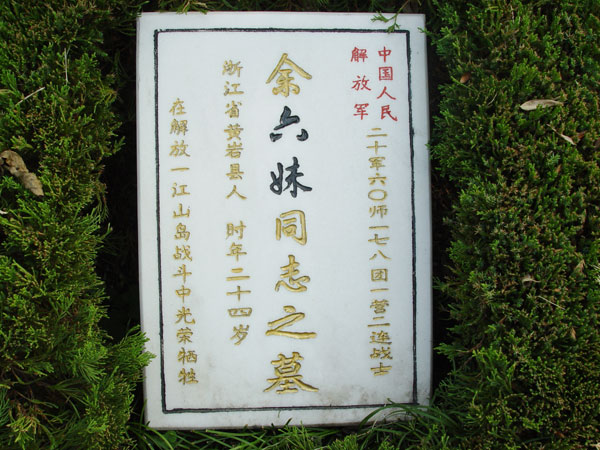 中国人民
解放军
二十军六〇师一七八团一营二连战士
余六妹同志之墓
浙江省黄岩县人 时年二十四岁
在解放一江山岛战斗中光荣牺牲